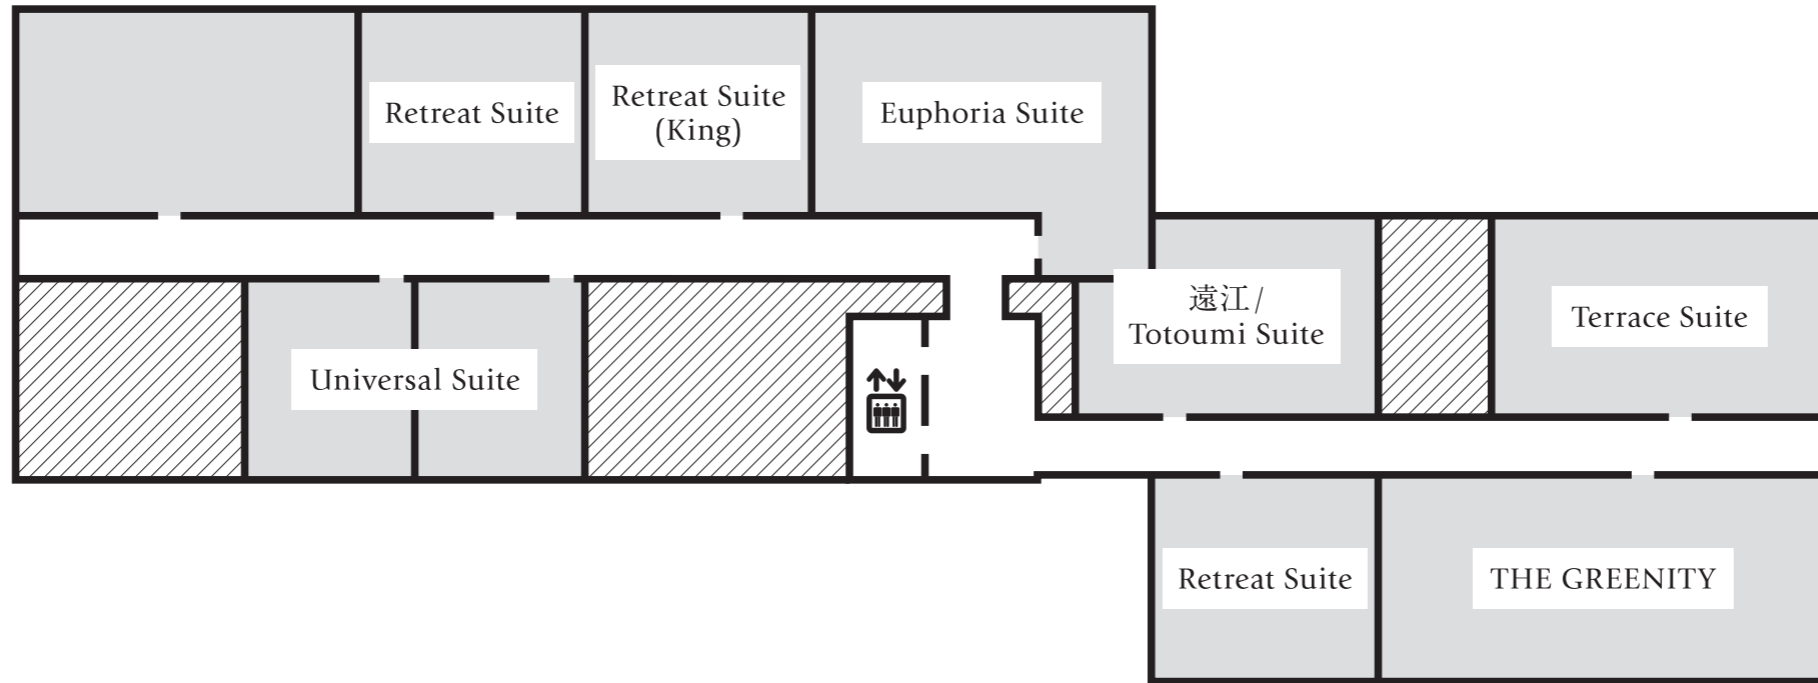 Retreat Suite
Retreat Suite
(King)
Euphoria Suite
遠江/
Totoumi Suite
Terrace Suite
Universal Suite
Retreat Suite
THE GREENITY